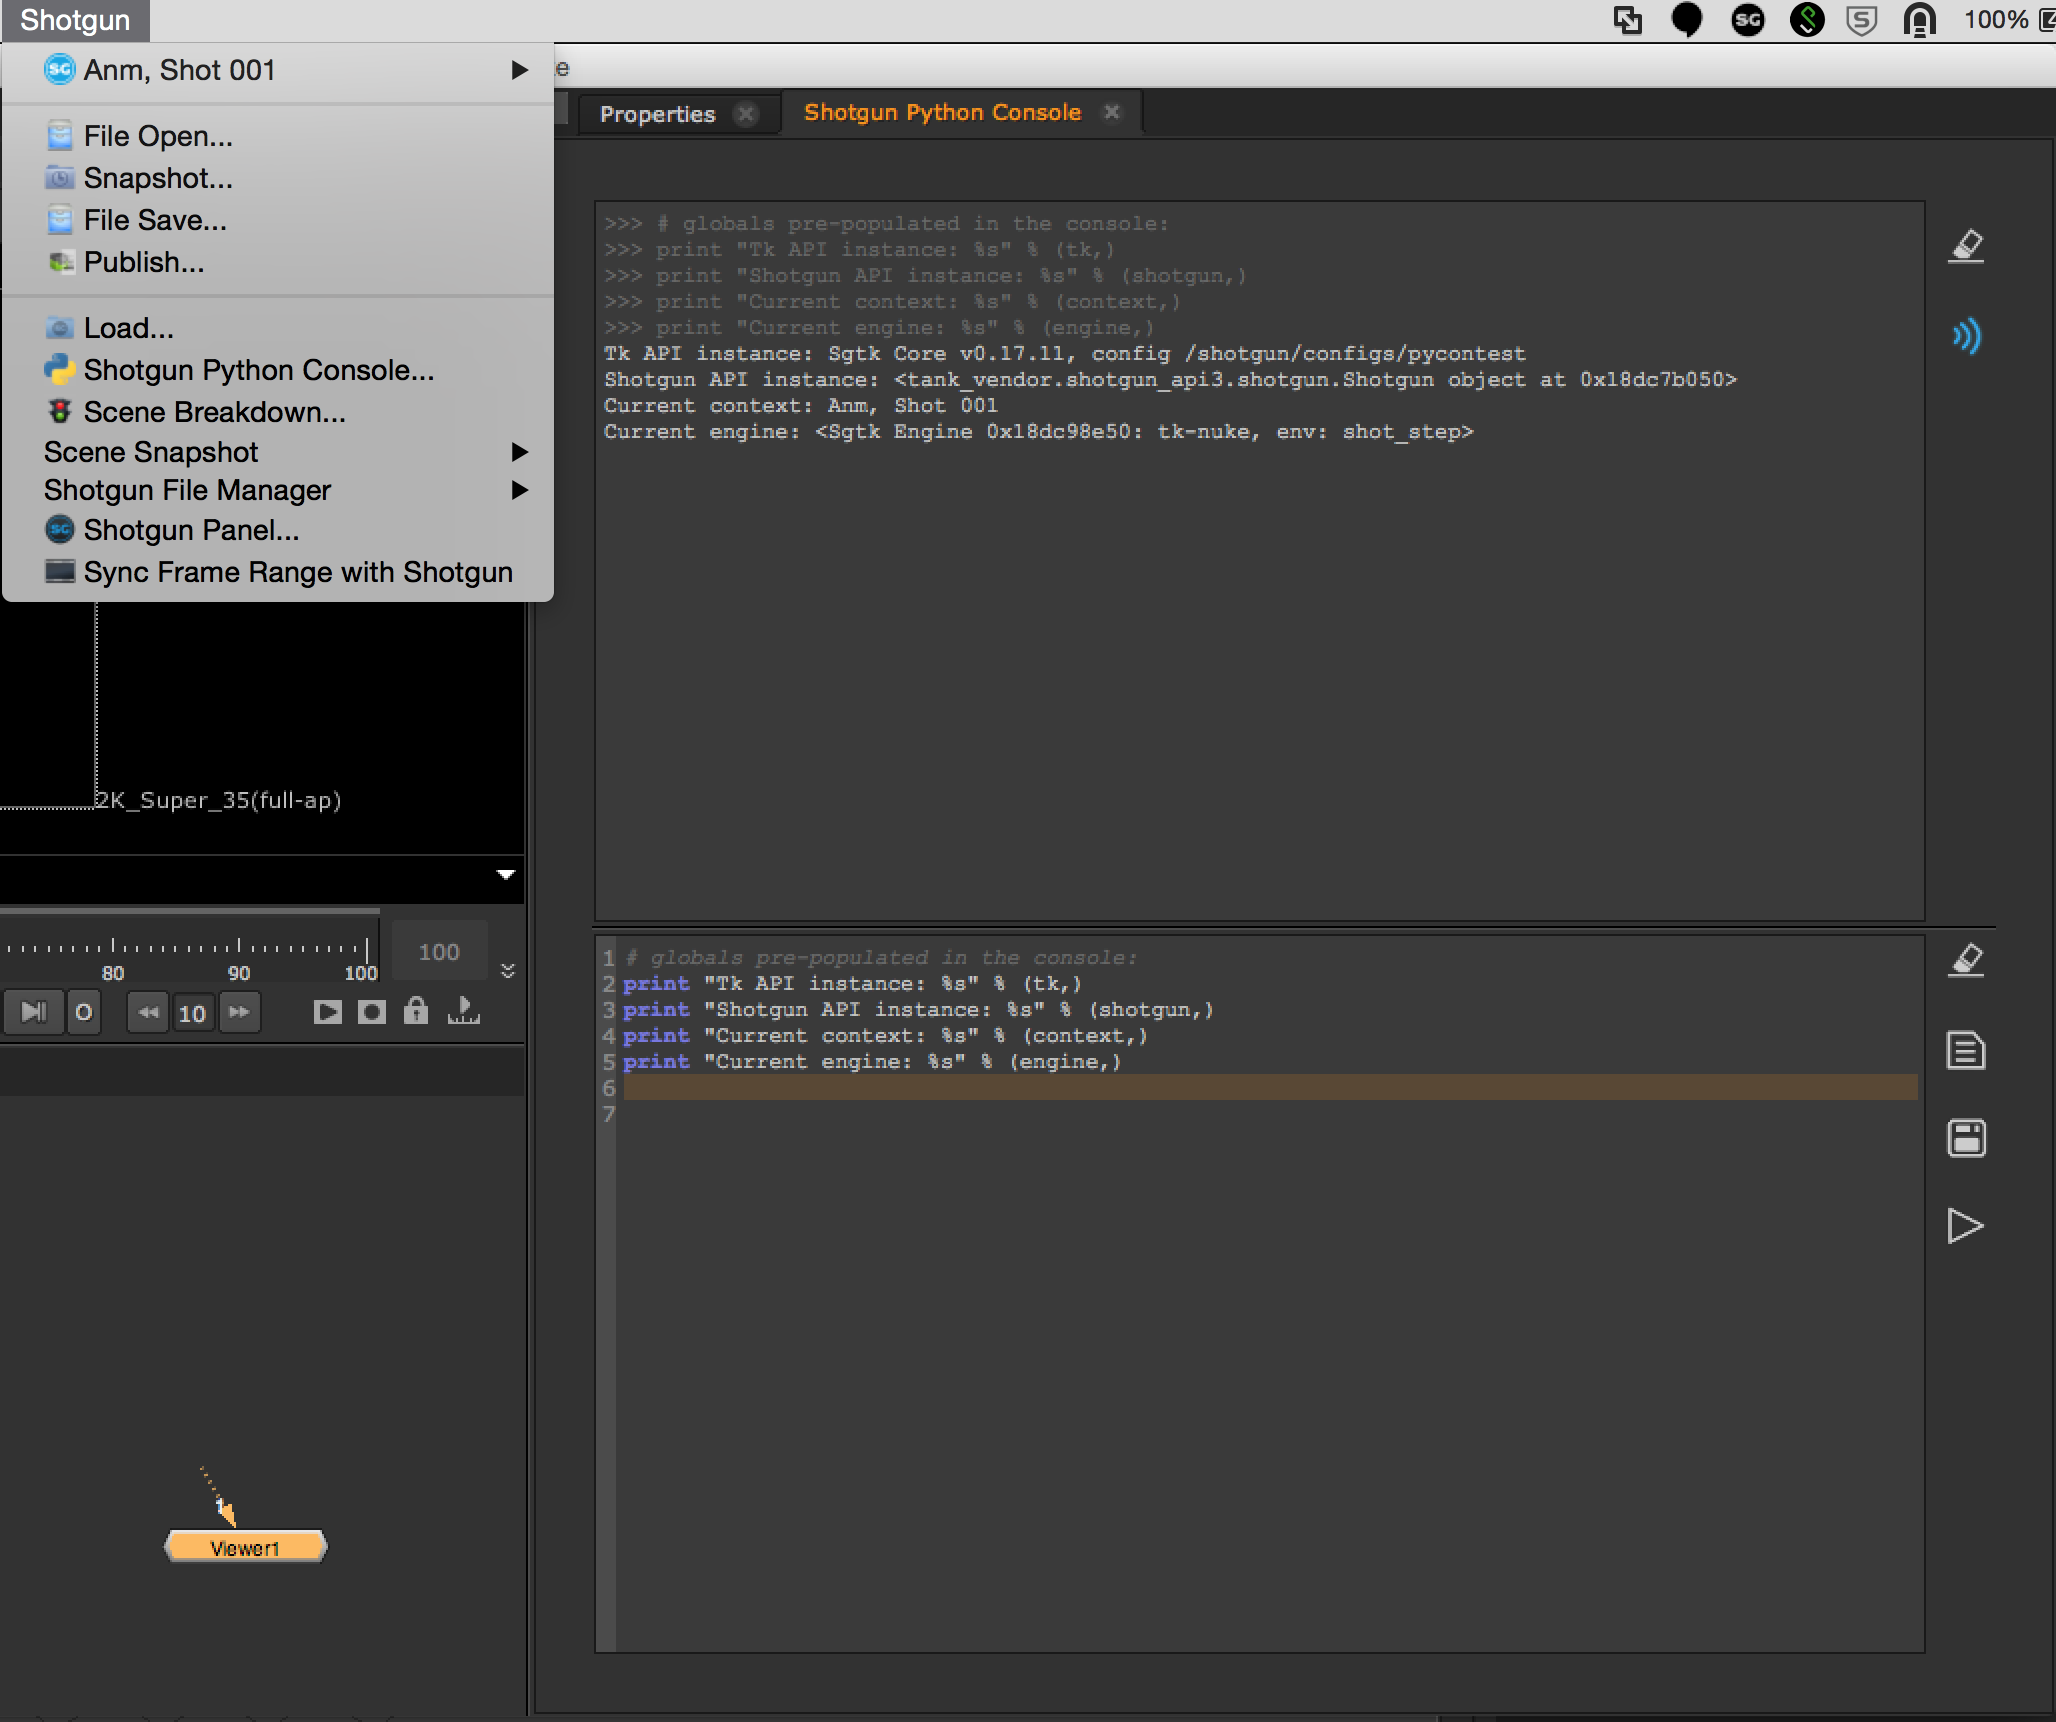 Shotgun
SG
S
100%
SG Anm, Shot 001
File Open...
Snapshot...
File Save...
Publish...
Load...
Shotgun Python Console...
Scene Breakdown...
Scene Snapshot
Shotgun File Manager
SG Shotgun Panel...
Sync Frame Range with Shotgun
e
Properties
Shotgun Python Console
>>> # globals pre-populated in the console:
>>> print "Tk API instance: %s" % (tk,)
>>> print "Shotgun API instance: %s" % (shotgun,)
>>> print "Current context: %s" % (context,)
>>> print "Current engine: %s" % (engine,)
Tk API instance: Sgtk Core v0.17.11, config /shotgun/configs/pycontest
Shotgun API instance: <tank_vendor.shotgun_api3.shotgun.Shotgun object at 0x18dc7b050>
Current context: Anm, Shot 001
Current engine: <Sgtk Engine 0x18dc98e50: tk-nuke, env: shot_step>
2K_Super_35(full-ap)
80 90 100
100
O
10
1
Viewer1
1 # globals pre-populated in the console:
2 print "Tk API instance: %s" % (tk,)
3 print "Shotgun API instance: %s" % (shotgun,)
4 print "Current context: %s" % (context,)
5 print "Current engine: %s" % (engine,)
6
7